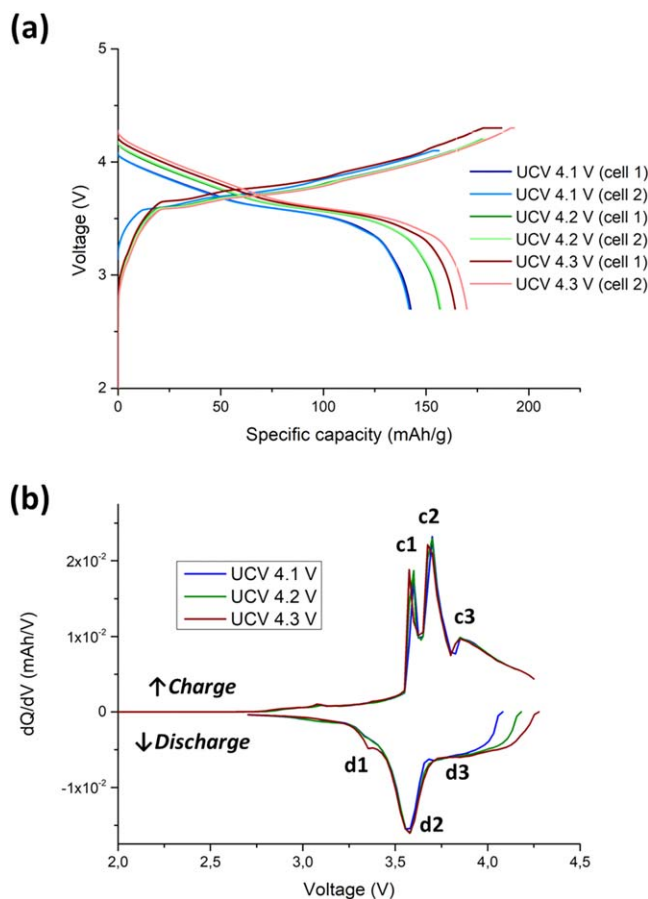 (a)
5
4
3
2
Voltage (V)
0
50
100
150
200
Specific capacity (mAh/g)
UCV 4.1 V (cell 1)
UCV 4.1 V (cell 2)
UCV 4.2 V (cell 1)
UCV 4.2 V (cell 2)
UCV 4.3 V (cell 1)
UCV 4.3 V (cell 2)
(b)
c2
c1
c3
UCV 4.1 V
UCV 4.2 V
UCV 4.3 V
2x10⁻²
1x10⁻²
0
-1x10⁻²
dQ/dV (mAh/V)
↑Charge
↓Discharge
d1
d3
d2
2,0
2,5
3,0
3,5
4,0
4,5
Voltage (V)